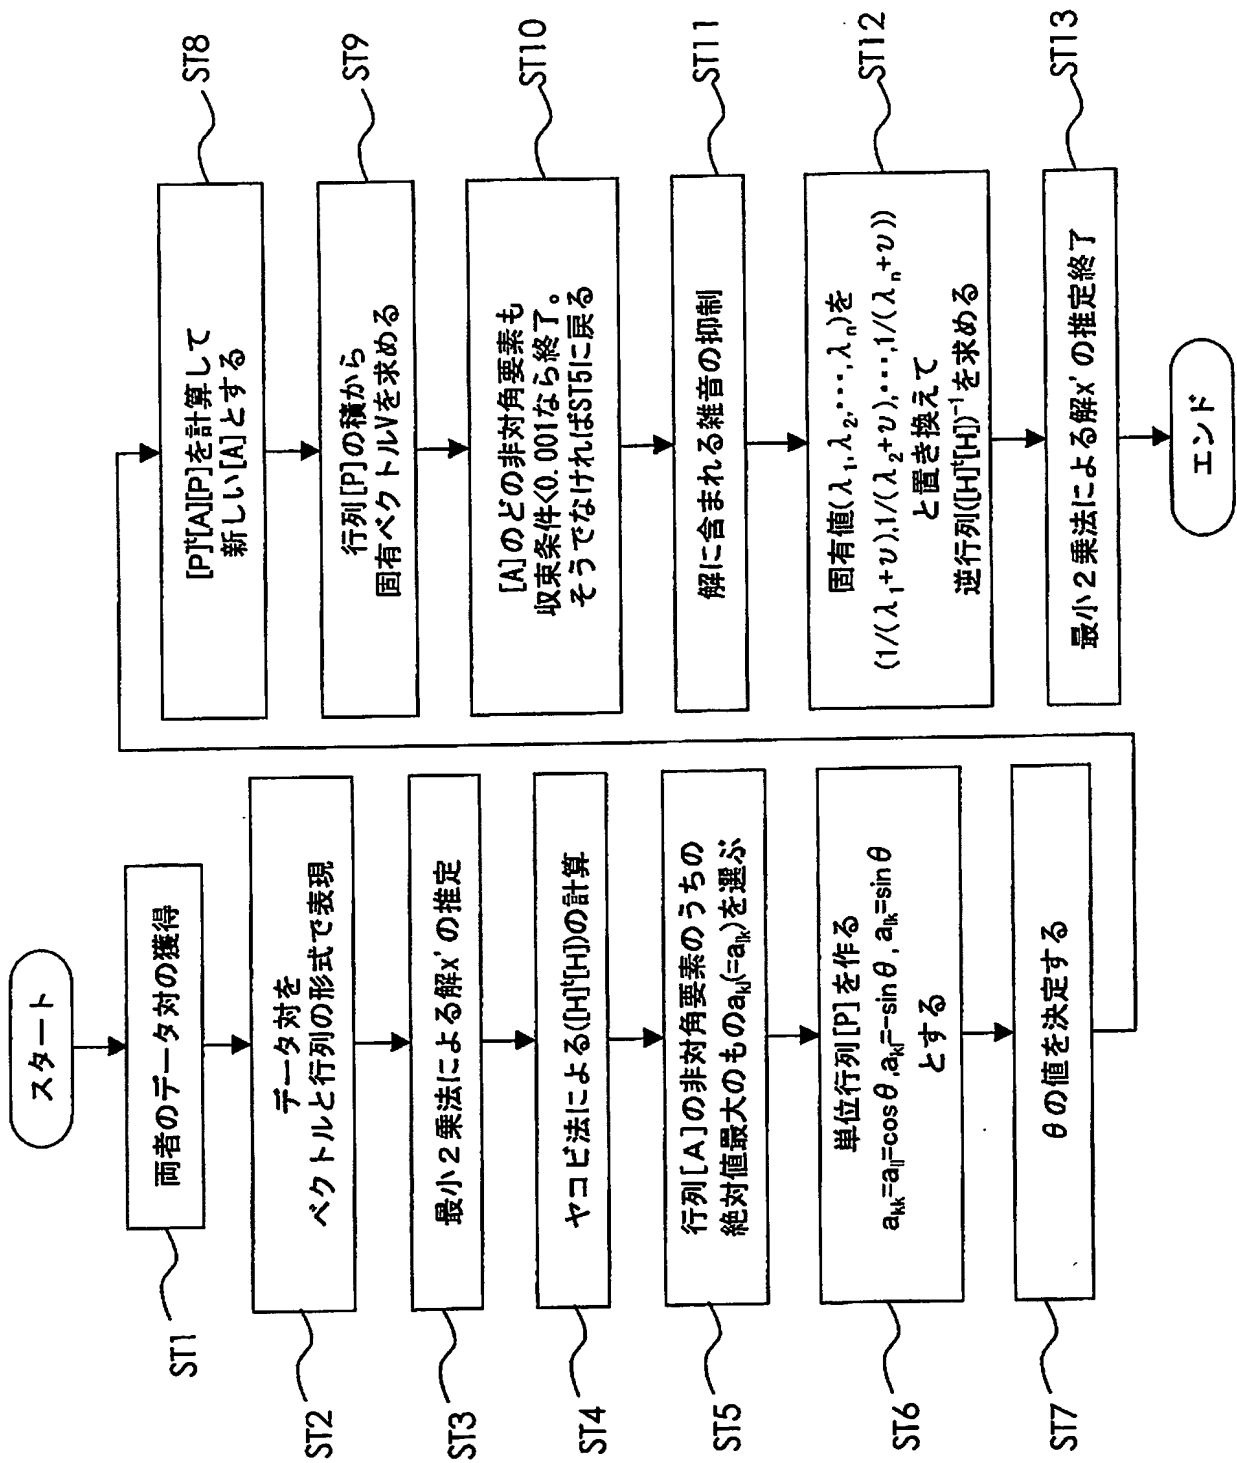 スタート
両者のデータ対の獲得
ST1
データ対を
ベクトルと行列の形式で表現
ST2
最小2乗法による解x'の推定
ST3
ヤコビ法による([H]ᵗ[H])の計算
ST4
行列[A]の非対角要素のうちの
絶対値最大のものaₖₗ(=aₗₖ)を選ぶ
ST5
単位行列[P]を作る
aₖₖ=aₗₗ=cosθ,aₖₗ=-sinθ, aₗₖ=sinθ
とする
ST6
θの値を決定する
ST7
[P]ᵗ[A][P]を計算して
新しい[A]とする
ST8
行列[P]の積から
固有ベクトルVを求める
ST9
[A]のどの非対角要素も
収束条件<0.001なら終了。
そうでなければST5に戻る
ST10
解に含まれる雑音の抑制
ST11
固有値(λ₁,λ₂,···,λₙ)を
(1/(λ₁+υ),1/(λ₂+υ),···,1/(λₙ+υ))
と置き換えて
逆行列([H]ᵗ[H])⁻¹を求める
ST12
最小2乗法による解x'の推定終了
ST13
エンド